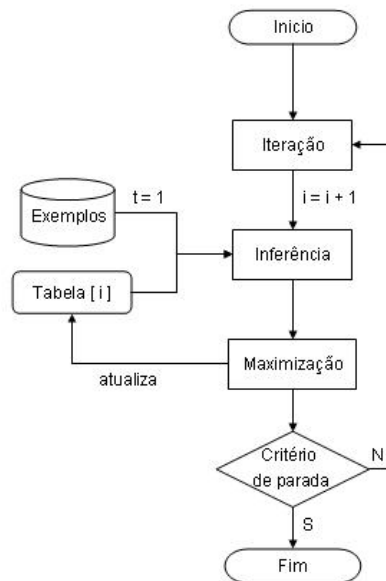 Inicio
Iteração
i = i + 1
t = 1
Exemplos
Inferência
Tabela [ i ]
Maximização
atualiza
Critério
de parada
N
S
Fim